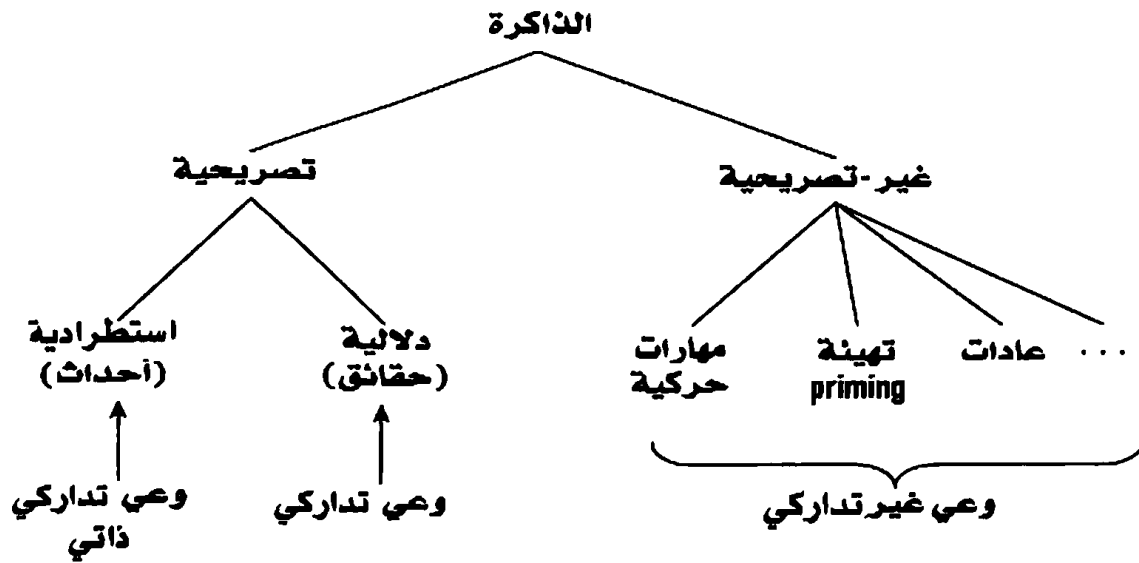 الذاكرة
تصريحية
غير-تصريحية
استطرادية
(أحداث)
دلالية
(حقائق)
مهارات
حركية
تهيئة
priming
عادات
...
وعي تداركي
ذاتي
وعي تداركي
وعي غير تداركي